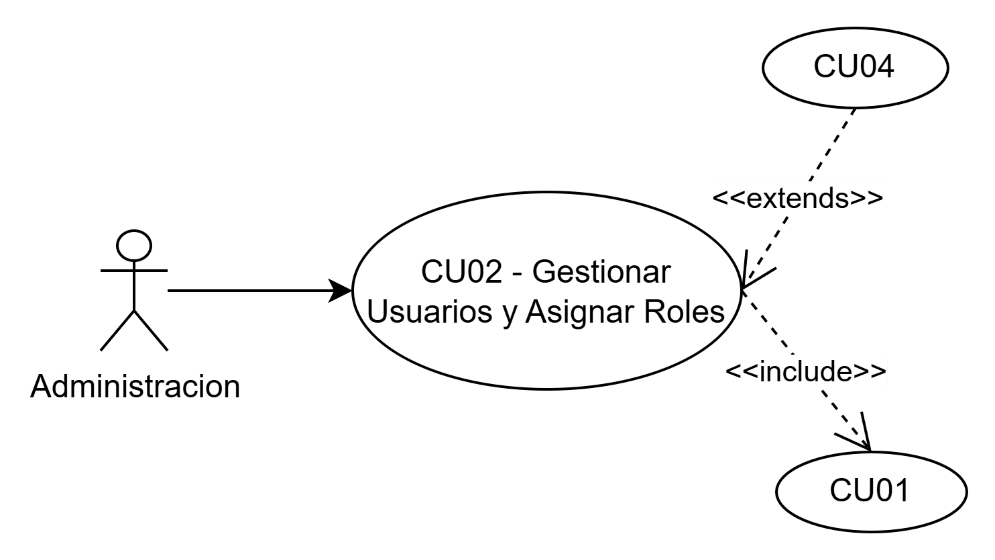 CU04
<<extends>>
CU02 - Gestionar
Usuarios y Asignar Roles
<<include>>
Administracion
CU01